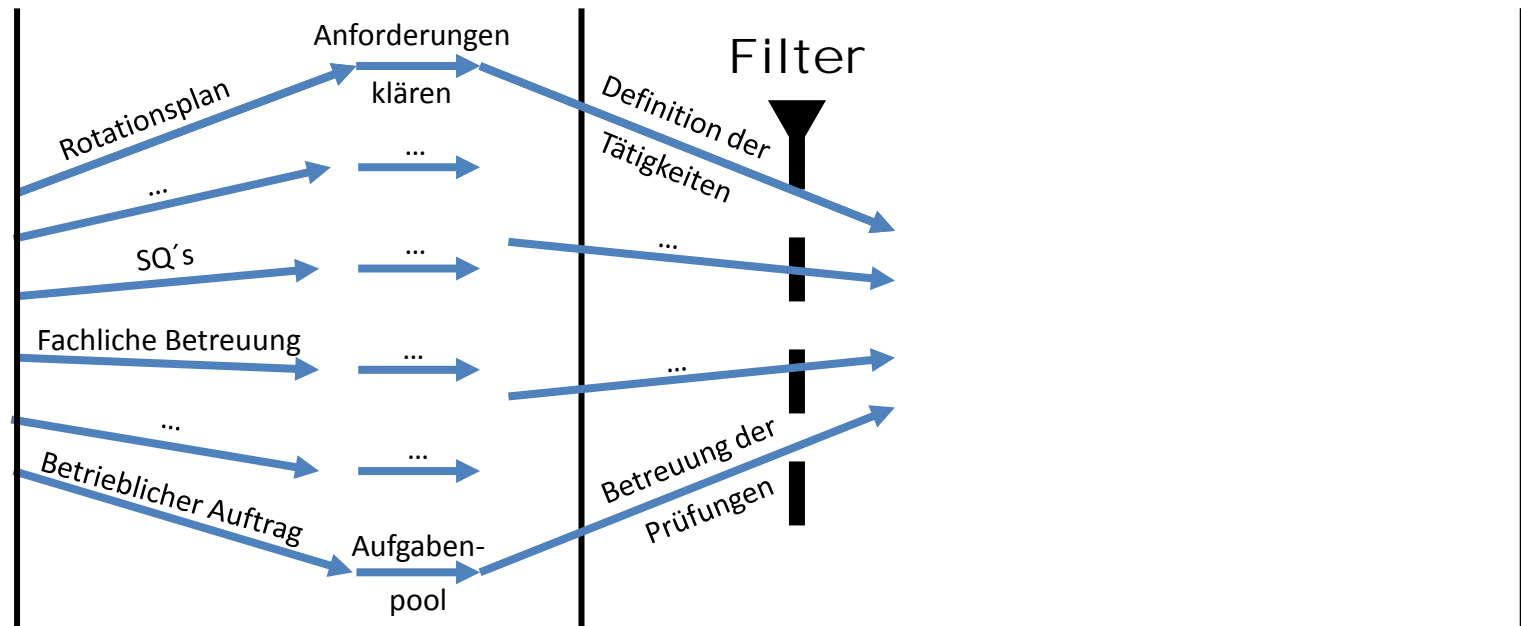 Anforderungen
klären
Rotationsplan
...
...
SQ´s
...
Fachliche Betreuung
...
...
...
Betrieblicher Auftrag
Aufgaben-
pool
Filter
Definition der
Tätigkeiten
...
...
Betreuung der
Prüfungen